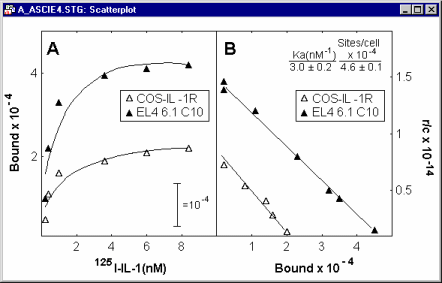 A_ASCIE4.STG: Scatterplot
A
B
Sites/cell
Ka(nM⁻¹) x 10⁻⁴
3.0 ± 0.2 4.6 ± 0.1
COS-IL -1R
EL4 6.1 C10
COS-IL -1R
EL4 6.1 C10
=10⁻⁴
Bound x 10⁻⁴
4
2
0
2
4
6
8
¹²⁵I-IL-1(nM)
0
1
2
3
4
Bound x 10⁻⁴
1.5
1
0.5
r/c x 10⁻¹⁴